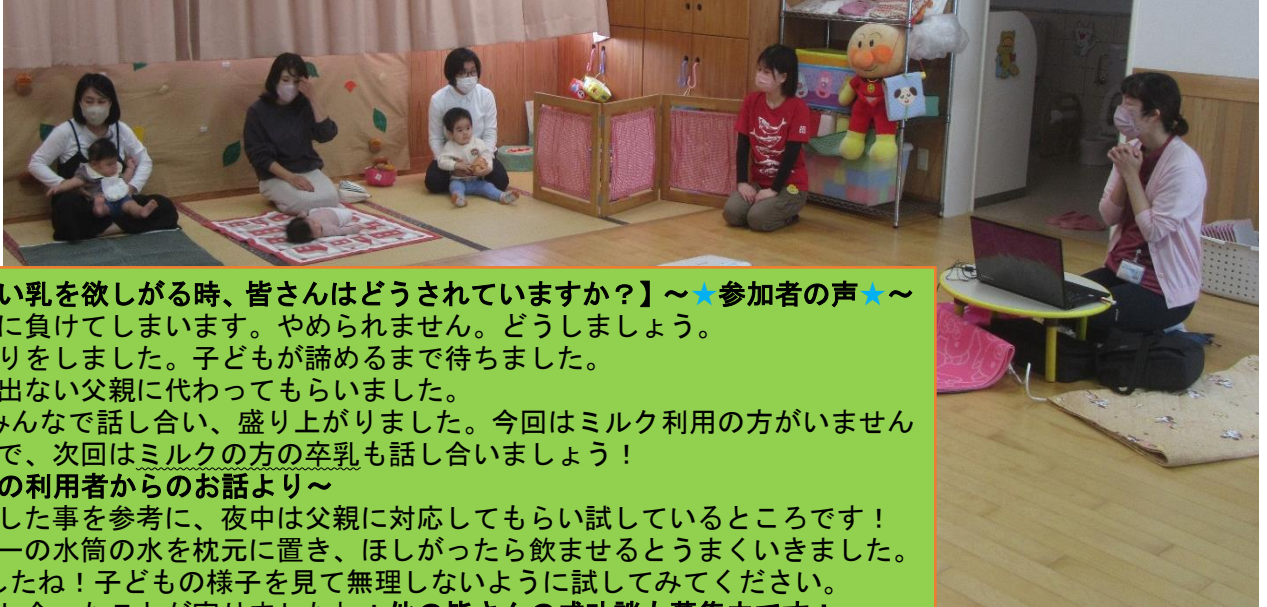 い乳を欲しがる時、皆さんはどうされていますか？】～★参加者の声★～
に負けてしまいます。やめられません。どうしましょう。
りをしました。子どもが諦めるまで待ちました。
出ない父親に代わってもらいました。
みんなで話し合い、盛り上がりました。今回はミルク利用の方がいません
で、次回はミルクの方の卒乳も話し合いましょう！
の利用者からのお話より～
した事を参考に、夜中は父親に対応してもらい試しているところです！
ーの水筒の水を枕元に置き、ほしがったら飲ませるとうまくいきました。
したね！子どもの様子を見て無理しないように試してみてください。